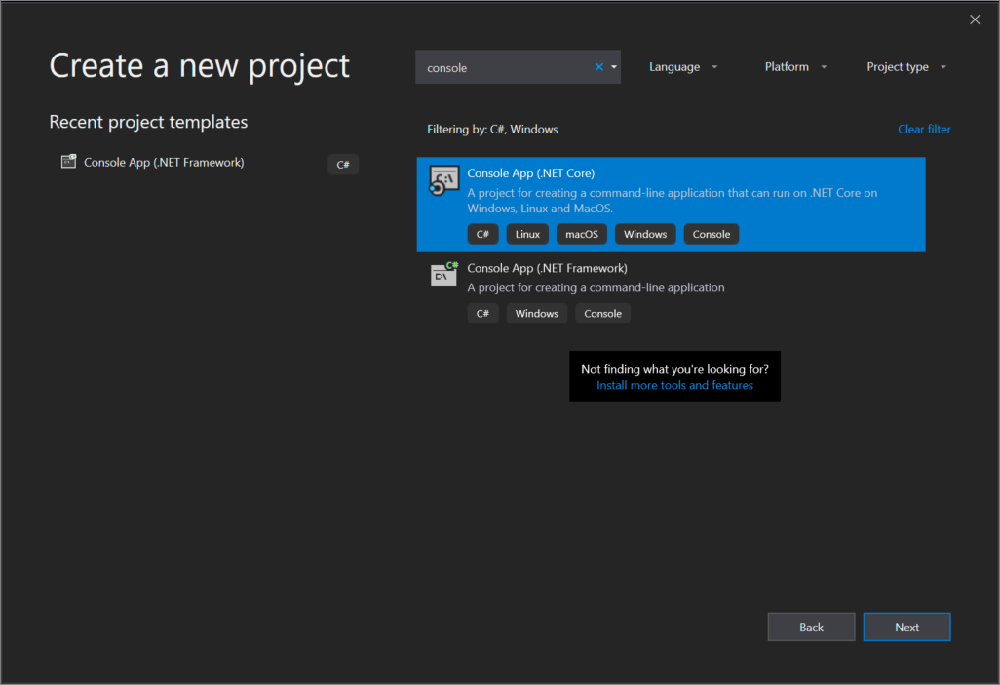 Create a new project
console
Language
Platform
Project type
Recent project templates
Console App (.NET Framework)
C#
Filtering by: C#, Windows
Clear filter
C:\
Console App (.NET Core)
A project for creating a command-line application that can run on .NET Core on
Windows, Linux and MacOS.
C#
Linux
macOS
Windows
Console
C#
Console App (.NET Framework)
A project for creating a command-line application
C#
Windows
Console
Not finding what you're looking for?
Install more tools and features
Back
Next